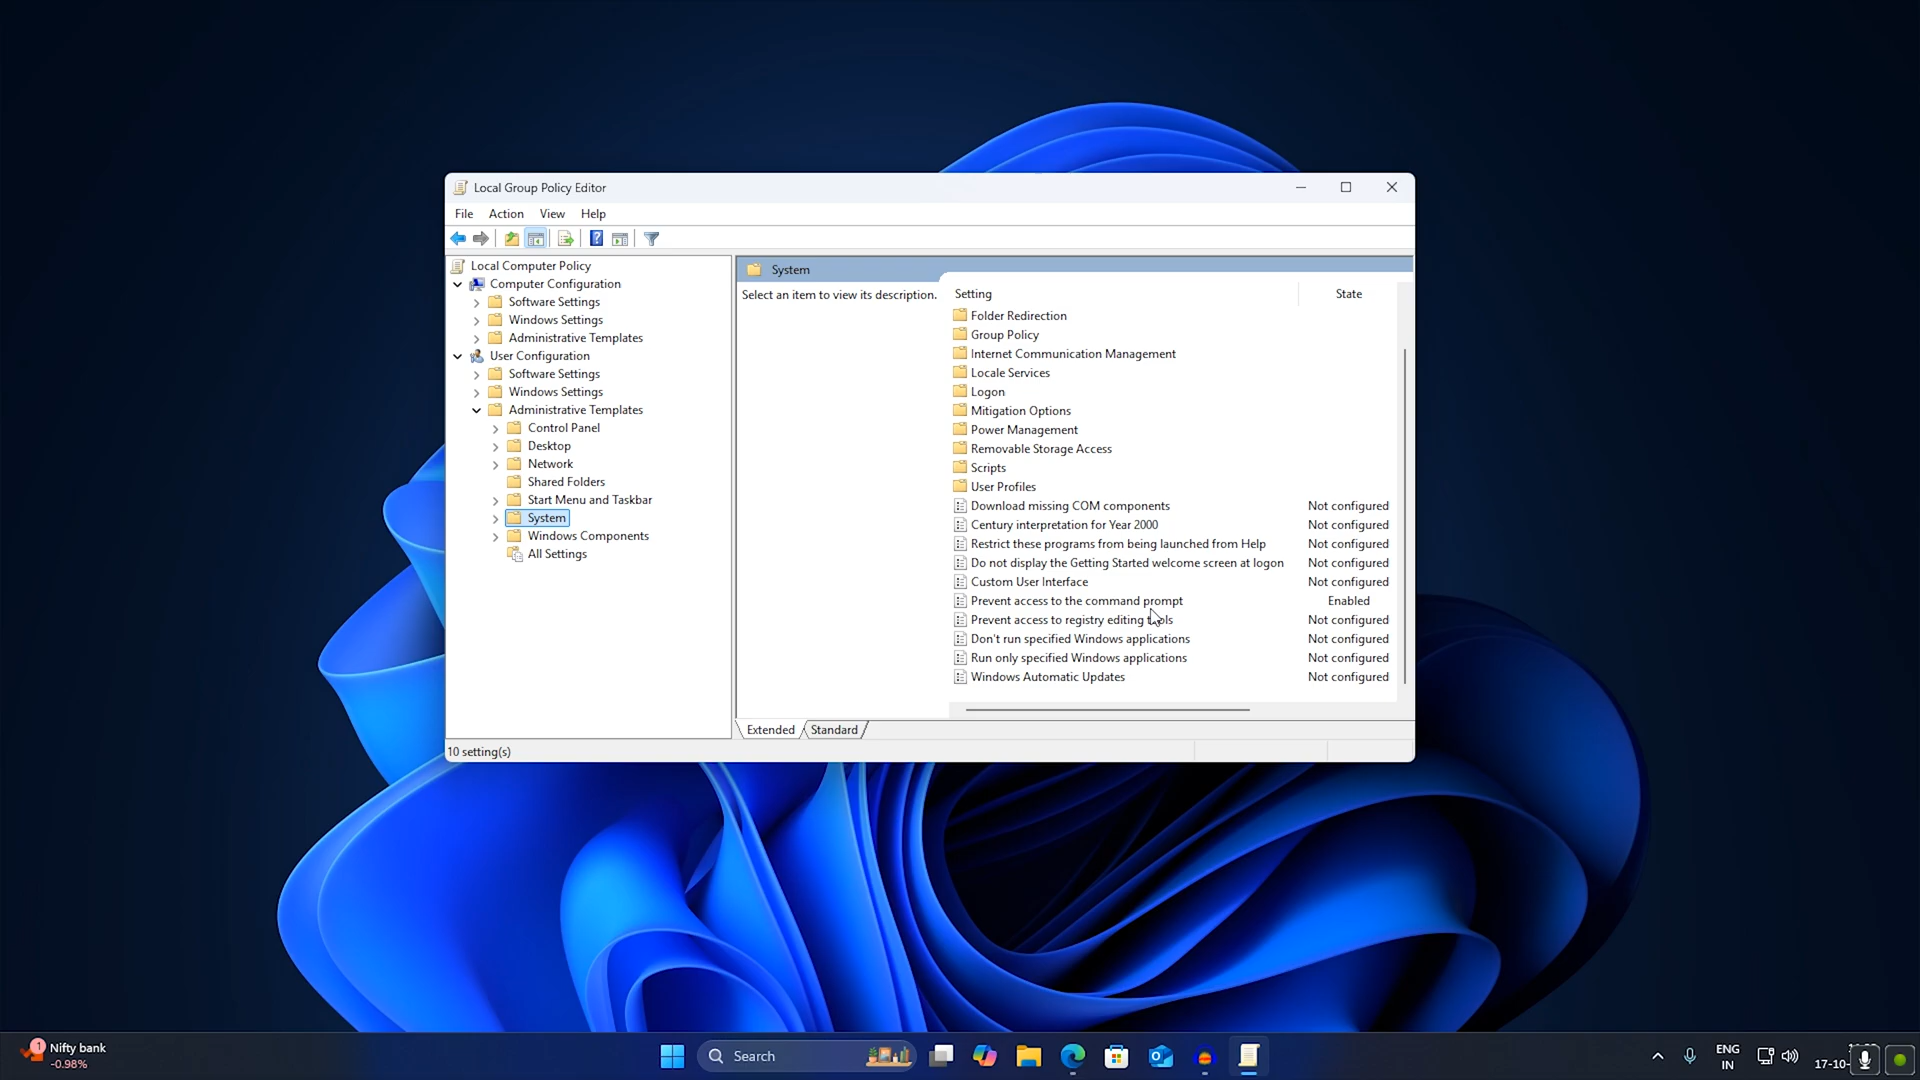 Local Group Policy Editor
File Action View Help
Local Computer Policy
Computer Configuration
Software Settings
Windows Settings
Administrative Templates
User Configuration
Software Settings
Windows Settings
Administrative Templates
Control Panel
Desktop
Network
Shared Folders
Start Menu and Taskbar
System
Windows Components
All Settings
System
Select an item to view its description.
Setting State
Folder Redirection
Group Policy
Internet Communication Management
Locale Services
Logon
Mitigation Options
Power Management
Removable Storage Access
Scripts
User Profiles
Download missing COM components Not configured
Century interpretation for Year 2000 Not configured
Restrict these programs from being launched from Help Not configured
Do not display the Getting Started welcome screen at logon Not configured
Custom User Interface Not configured
Prevent access to the command prompt Enabled
Prevent access to registry editing tools Not configured
Don't run specified Windows applications Not configured
Run only specified Windows applications Not configured
Windows Automatic Updates Not configured
Extended Standard
10 setting(s)
1
Nifty bank
-0.98%
Search
ENG
IN
17-10-